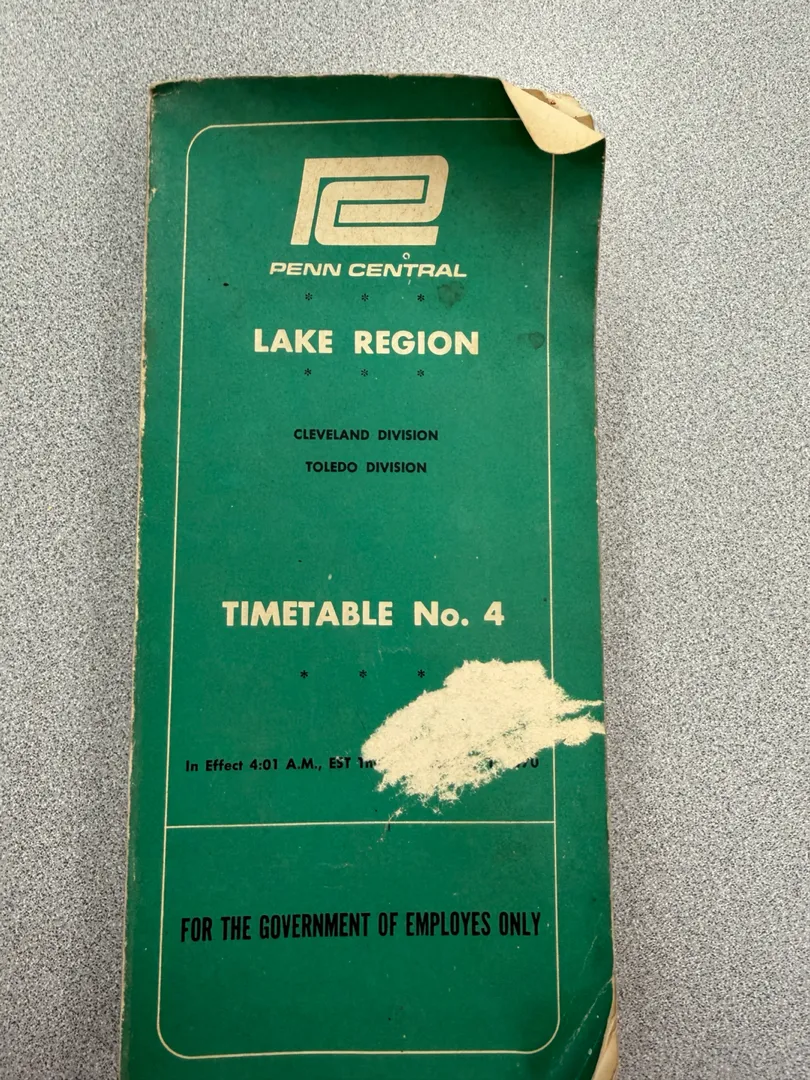 PENN CENTRAL
* * *
LAKE REGION
* * *
CLEVELAND DIVISION
TOLEDO DIVISION
TIMETABLE No. 4
* * *
In Effect 4:01 A.M., EST
FOR THE GOVERNMENT OF EMPLOYES ONLY